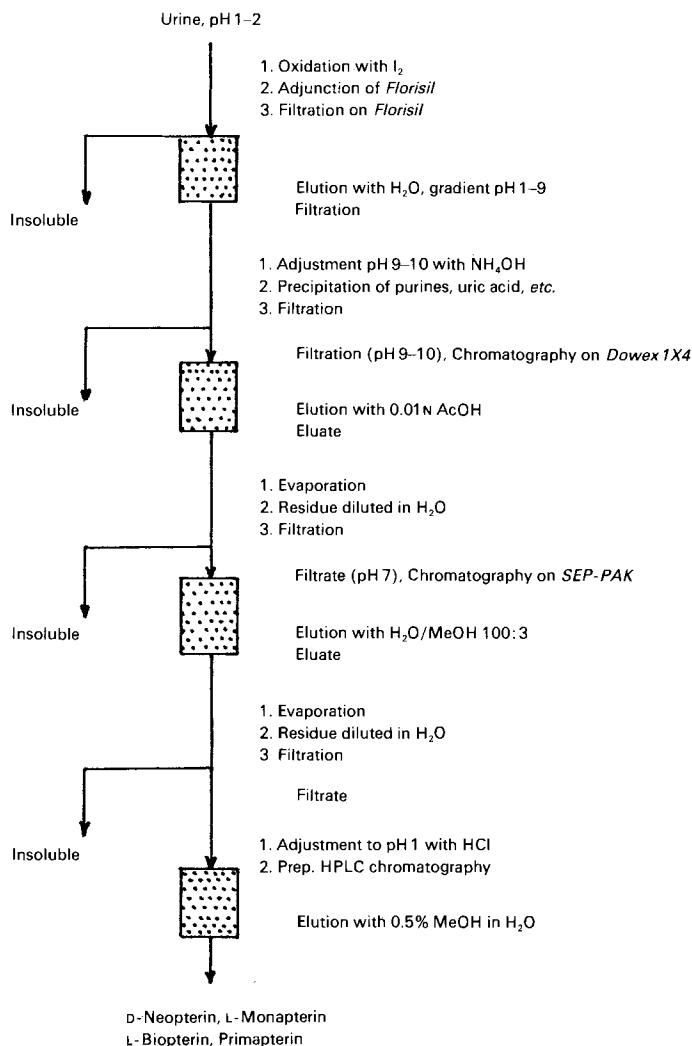 Urine, pH 1–2
1. Oxidation with I₂
2. Adjunction of Florisil
3. Filtration on Florisil
Insoluble
Elution with H₂O, gradient pH 1–9
Filtration
1. Adjustment pH 9–10 with NH₄OH
2. Precipitation of purines, uric acid, etc.
3. Filtration
Filtration (pH 9–10), Chromatography on Dowex 1X4
Insoluble
Elution with 0.01 N AcOH
Eluate
1. Evaporation
2. Residue diluted in H₂O
3. Filtration
Filtrate (pH 7), Chromatography on SEP-PAK
Insoluble
Elution with H₂O/MeOH 100:3
Eluate
1. Evaporation
2. Residue diluted in H₂O
3 Filtration
Filtrate
Insoluble
1. Adjustment to pH 1 with HCl
2. Prep. HPLC chromatography
Elution with 0.5% MeOH in H₂O
D-Neopterin, L-Monapterin
L-Biopterin, Primapterin